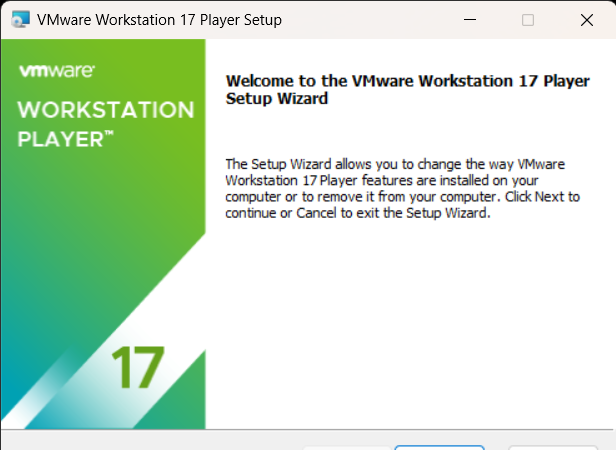 VMware Workstation 17 Player Setup
vmware
WORKSTATION
PLAYER™
17
Welcome to the VMware Workstation 17 Player
Setup Wizard
The Setup Wizard allows you to change the way VMware
Workstation 17 Player features are installed on your
computer or to remove it from your computer. Click Next to
continue or Cancel to exit the Setup Wizard.